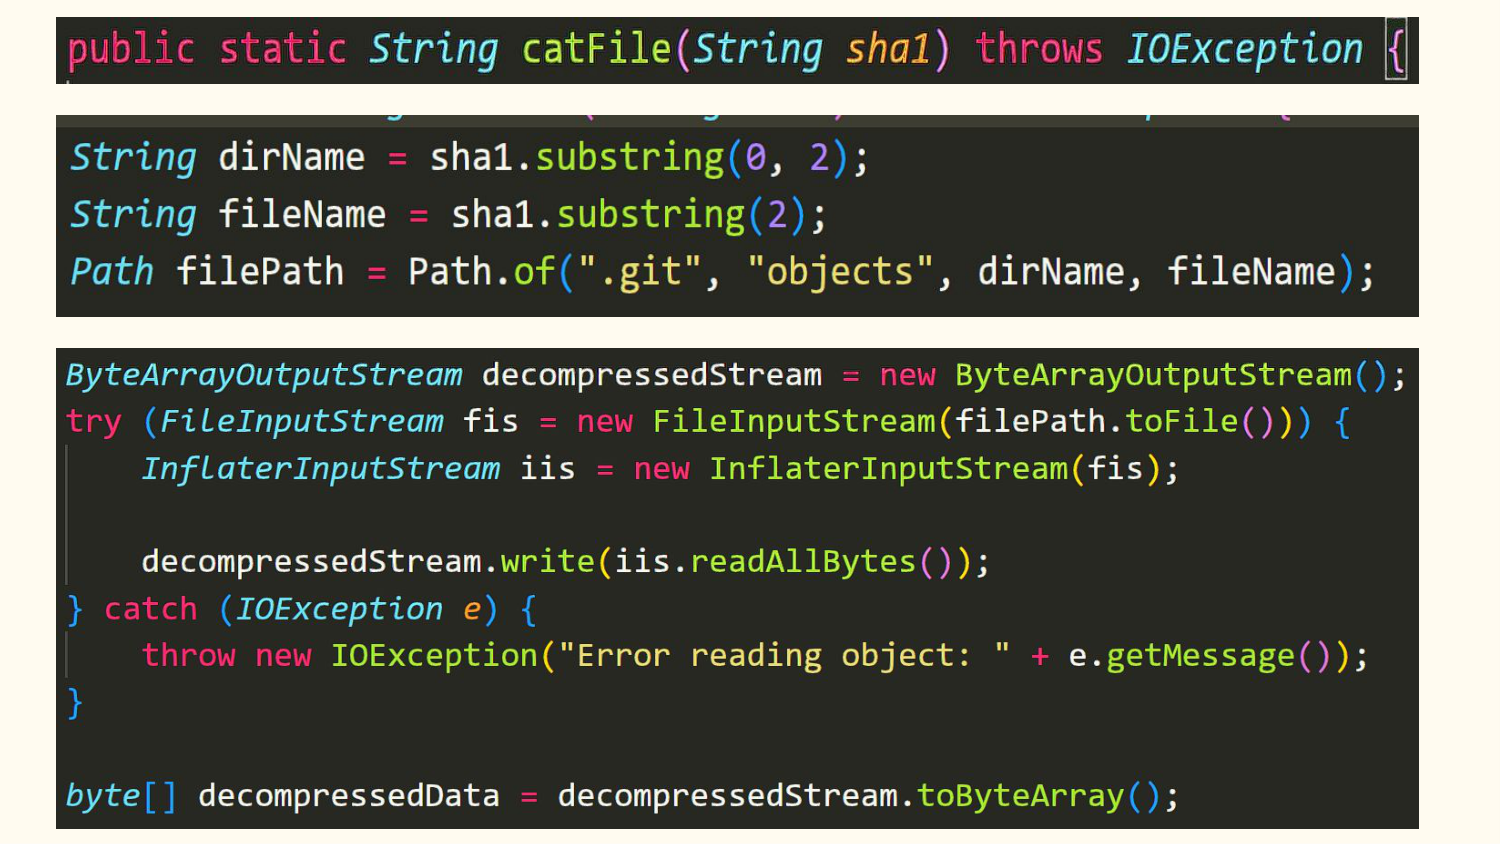 public static String catFile(String sha1) throws IOException {
String dirName = sha1.substring(0, 2);
String fileName = sha1.substring(2);
Path filePath = Path.of(".git", "objects", dirName, fileName);
ByteArrayOutputStream decompressedStream = new ByteArrayOutputStream();
try (FileInputStream fis = new FileInputStream(filePath.toFile())) {
    InflaterInputStream iis = new InflaterInputStream(fis);
    decompressedStream.write(iis.readAllBytes());
} catch (IOException e) {
    throw new IOException("Error reading object: " + e.getMessage());
}
byte[] decompressedData = decompressedStream.toByteArray();